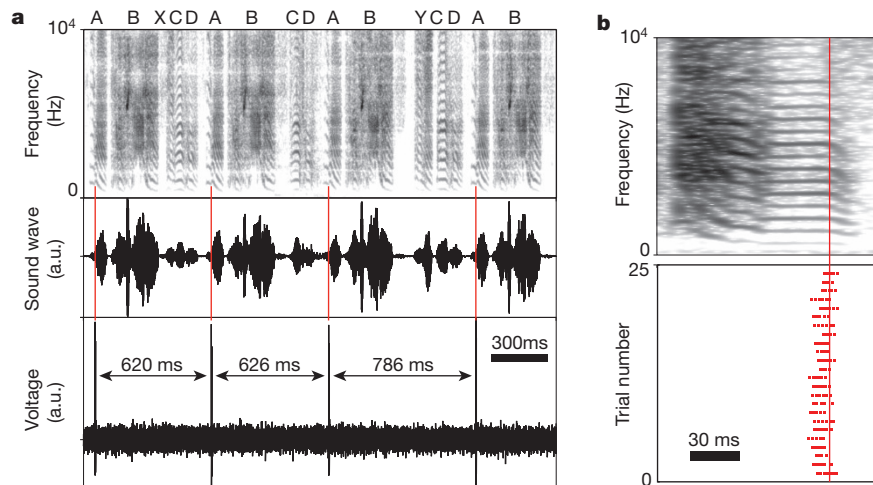 a
A B X C D A B C D A B Y C D A B
10⁴
Frequency
(Hz)
0
Sound wave
(a.u.)
Voltage
(a.u.)
620 ms
626 ms
786 ms
300ms
b
10⁴
Frequency (Hz)
0
25
Trial number
0
30 ms